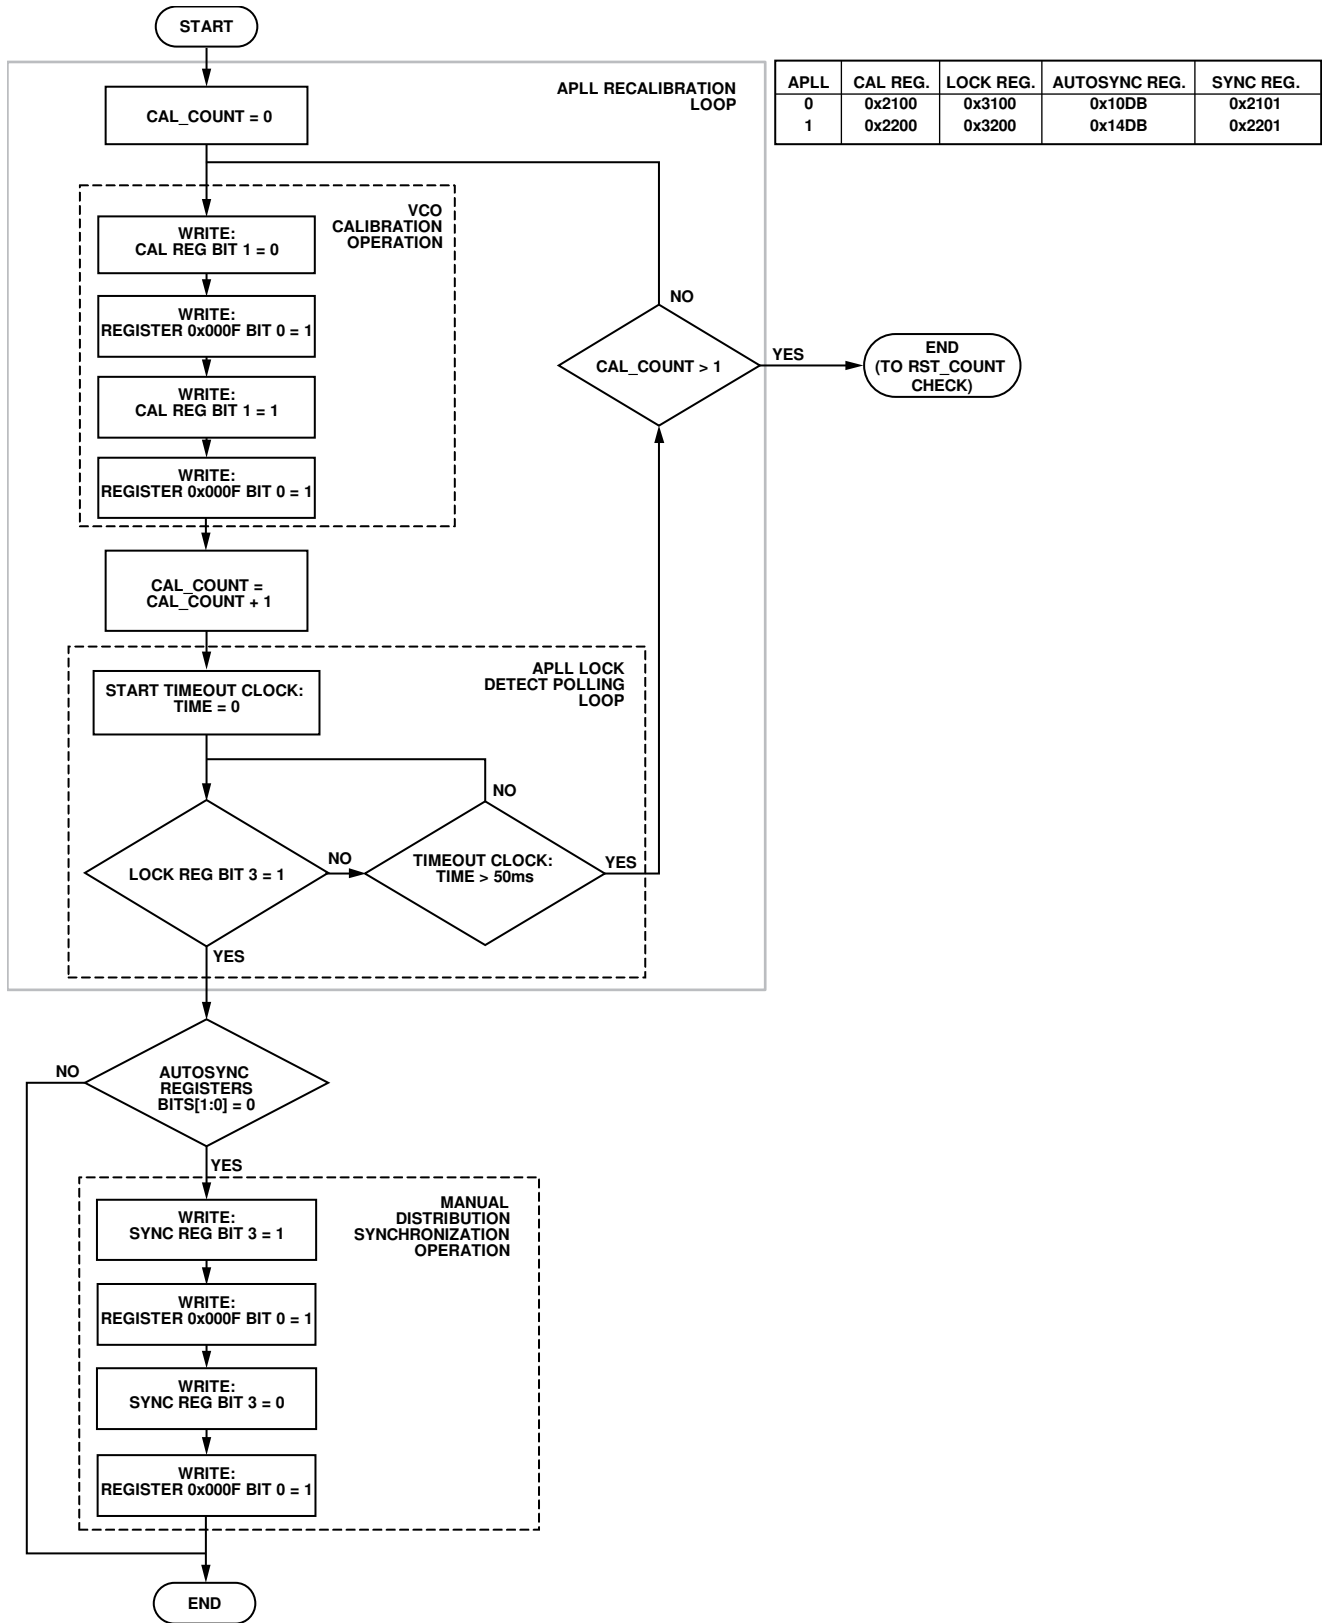 START
APLL RECALIBRATION
LOOP
APLL CAL REG. LOCK REG. AUTOSYNC REG. SYNC REG.
0 0x2100 0x3100 0x10DB 0x2101
1 0x2200 0x3200 0x14DB 0x2201
CAL_COUNT = 0
VCO
CALIBRATION
OPERATION
WRITE:
CAL REG BIT 1 = 0
WRITE:
REGISTER 0x000F BIT 0 = 1
WRITE:
CAL REG BIT 1 = 1
WRITE:
REGISTER 0x000F BIT 0 = 1
NO
CAL_COUNT > 1
YES
END
(TO RST_COUNT
CHECK)
CAL_COUNT =
CAL_COUNT + 1
APLL LOCK
DETECT POLLING
LOOP
START TIMEOUT CLOCK:
TIME = 0
NO
LOCK REG BIT 3 = 1
NO
TIMEOUT CLOCK:
TIME > 50ms
YES
YES
NO
AUTOSYNC
REGISTERS
BITS[1:0] = 0
YES
MANUAL
DISTRIBUTION
SYNCHRONIZATION
OPERATION
WRITE:
SYNC REG BIT 3 = 1
WRITE:
REGISTER 0x000F BIT 0 = 1
WRITE:
SYNC REG BIT 3 = 0
WRITE:
REGISTER 0x000F BIT 0 = 1
END